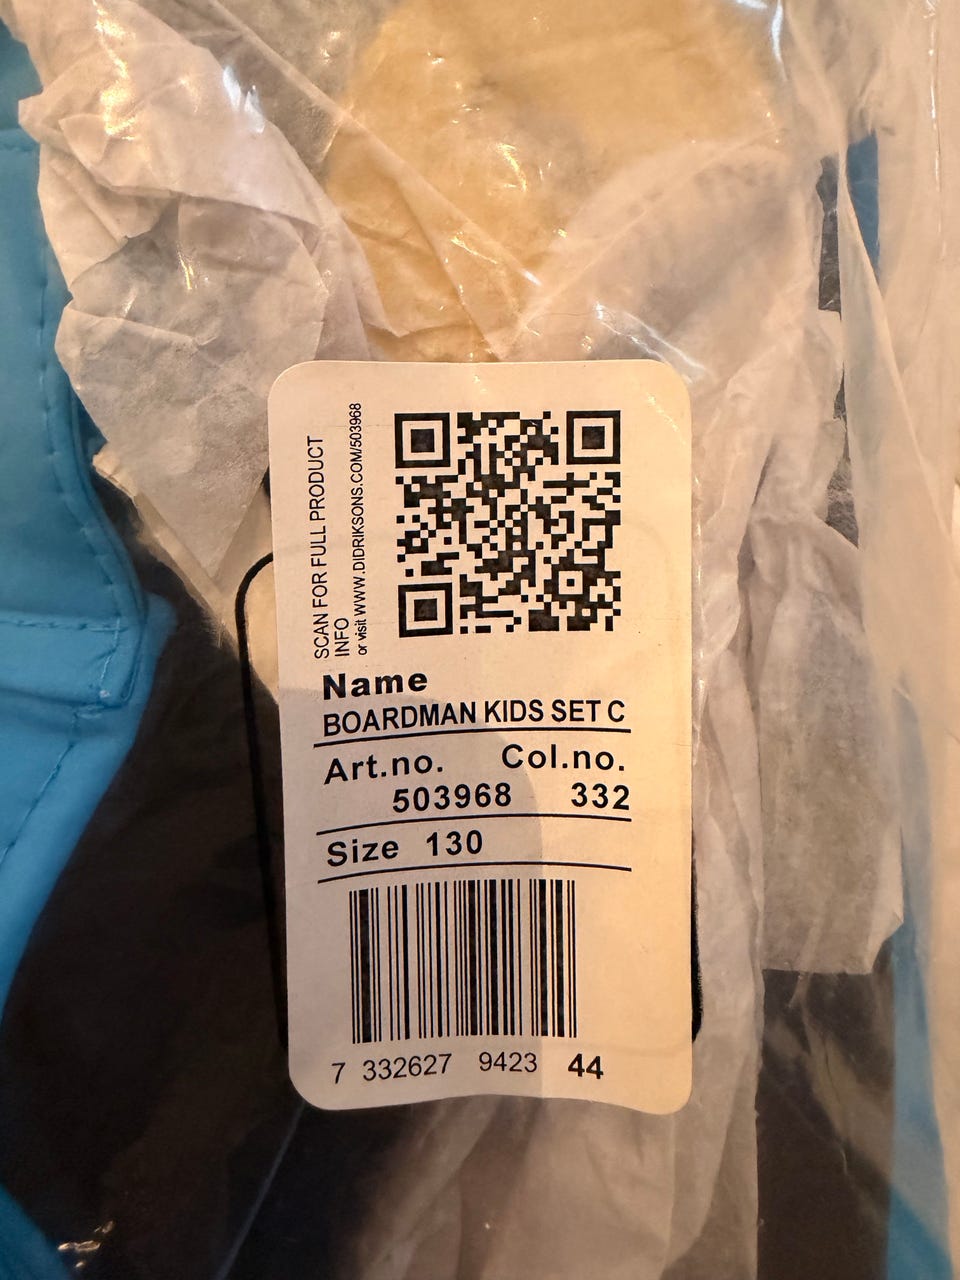 SCAN FOR FULL PRODUCT
INFO
or visit WWW.DIDRIKSONS.COM/503968
Name
BOARDMAN KIDS SET C
Art.no. Col.no.
503968 332
Size 130
7 332627 9423 44